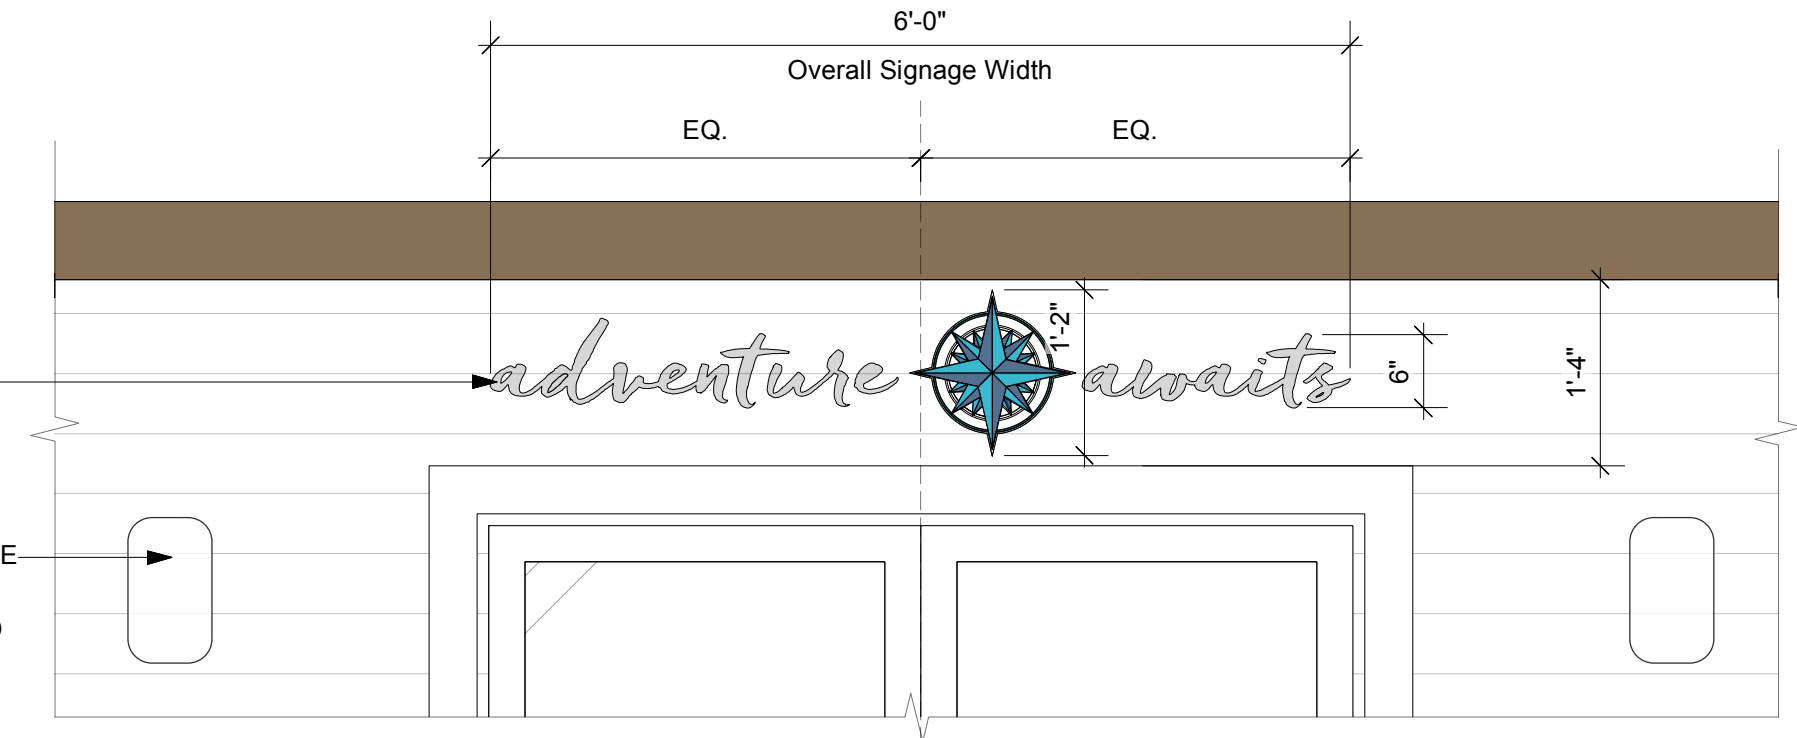 6'-0"
Overall Signage Width
EQ.
EQ.
adventure awaits
1'-2"
6"
1'-4"
E